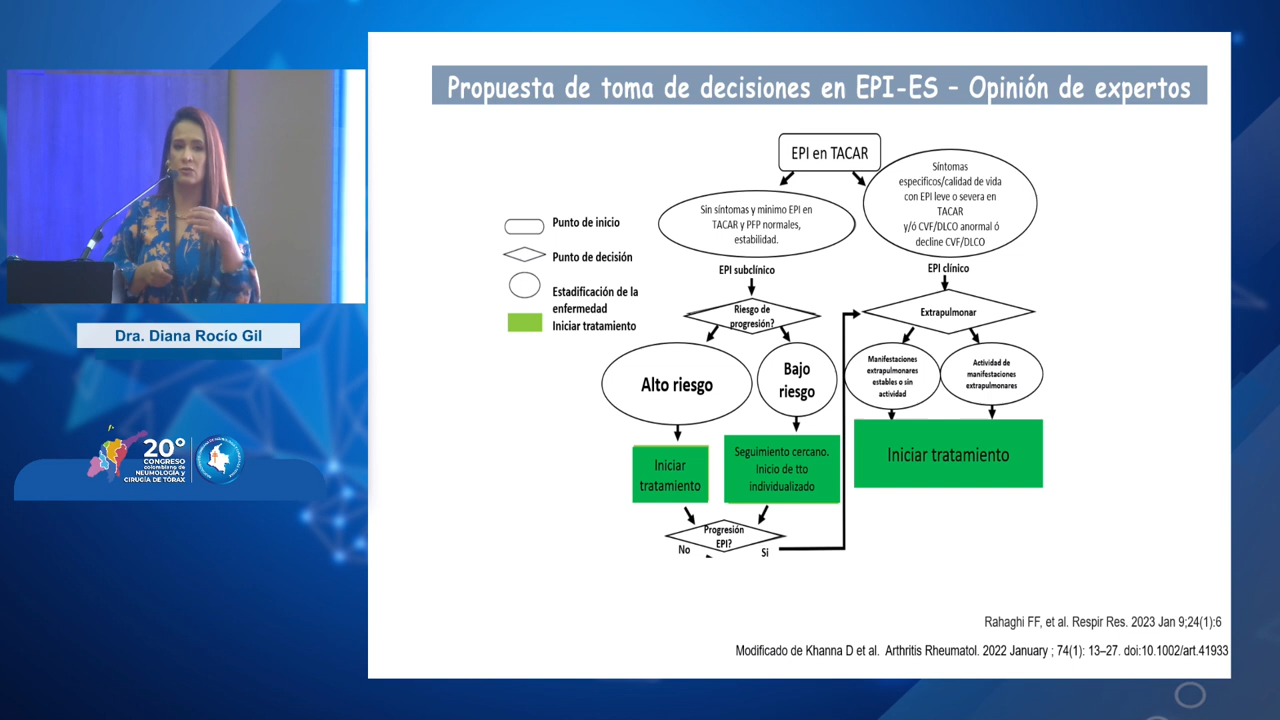 Propuesta de toma de decisiones en EPI-ES – Opinión de expertos
EPI en TACAR
Síntomas
especificos/calidad de vida
con EPI leve o severa en
TACAR
y/ó CVF/DLCO anormal ó
decline CVF/DLCO
Sin síntomas y mínimo EPI en
TACAR y PFP normales,
estabilidad.
Punto de inicio
Punto de decisión
Estadificación de la
enfermedad
Iniciar tratamiento
EPI subclínico
EPI clínico
Riesgo de
progresión?
Extrapulmonar
Alto riesgo
Bajo
riesgo
Manifestaciones
extrapulmonares
estables o sin
actividad
Actividad de
manifestaciones
extrapulmonares
Iniciar
tratamiento
Seguimiento cercano.
Inicio de tto
individualizado
Iniciar tratamiento
Progresión
EPI?
No
Si
Rahaghi FF, et al. Respir Res. 2023 Jan 9;24(1):6
Modificado de Khanna D et al. Arthritis Rheumatol. 2022 January ; 74(1): 13–27. doi:10.1002/art.41933
Dra. Diana Rocío Gil
20°
CONGRESO
colombiano de
NEUMOLOGÍA y
CIRUGÍA DE TÓRAX